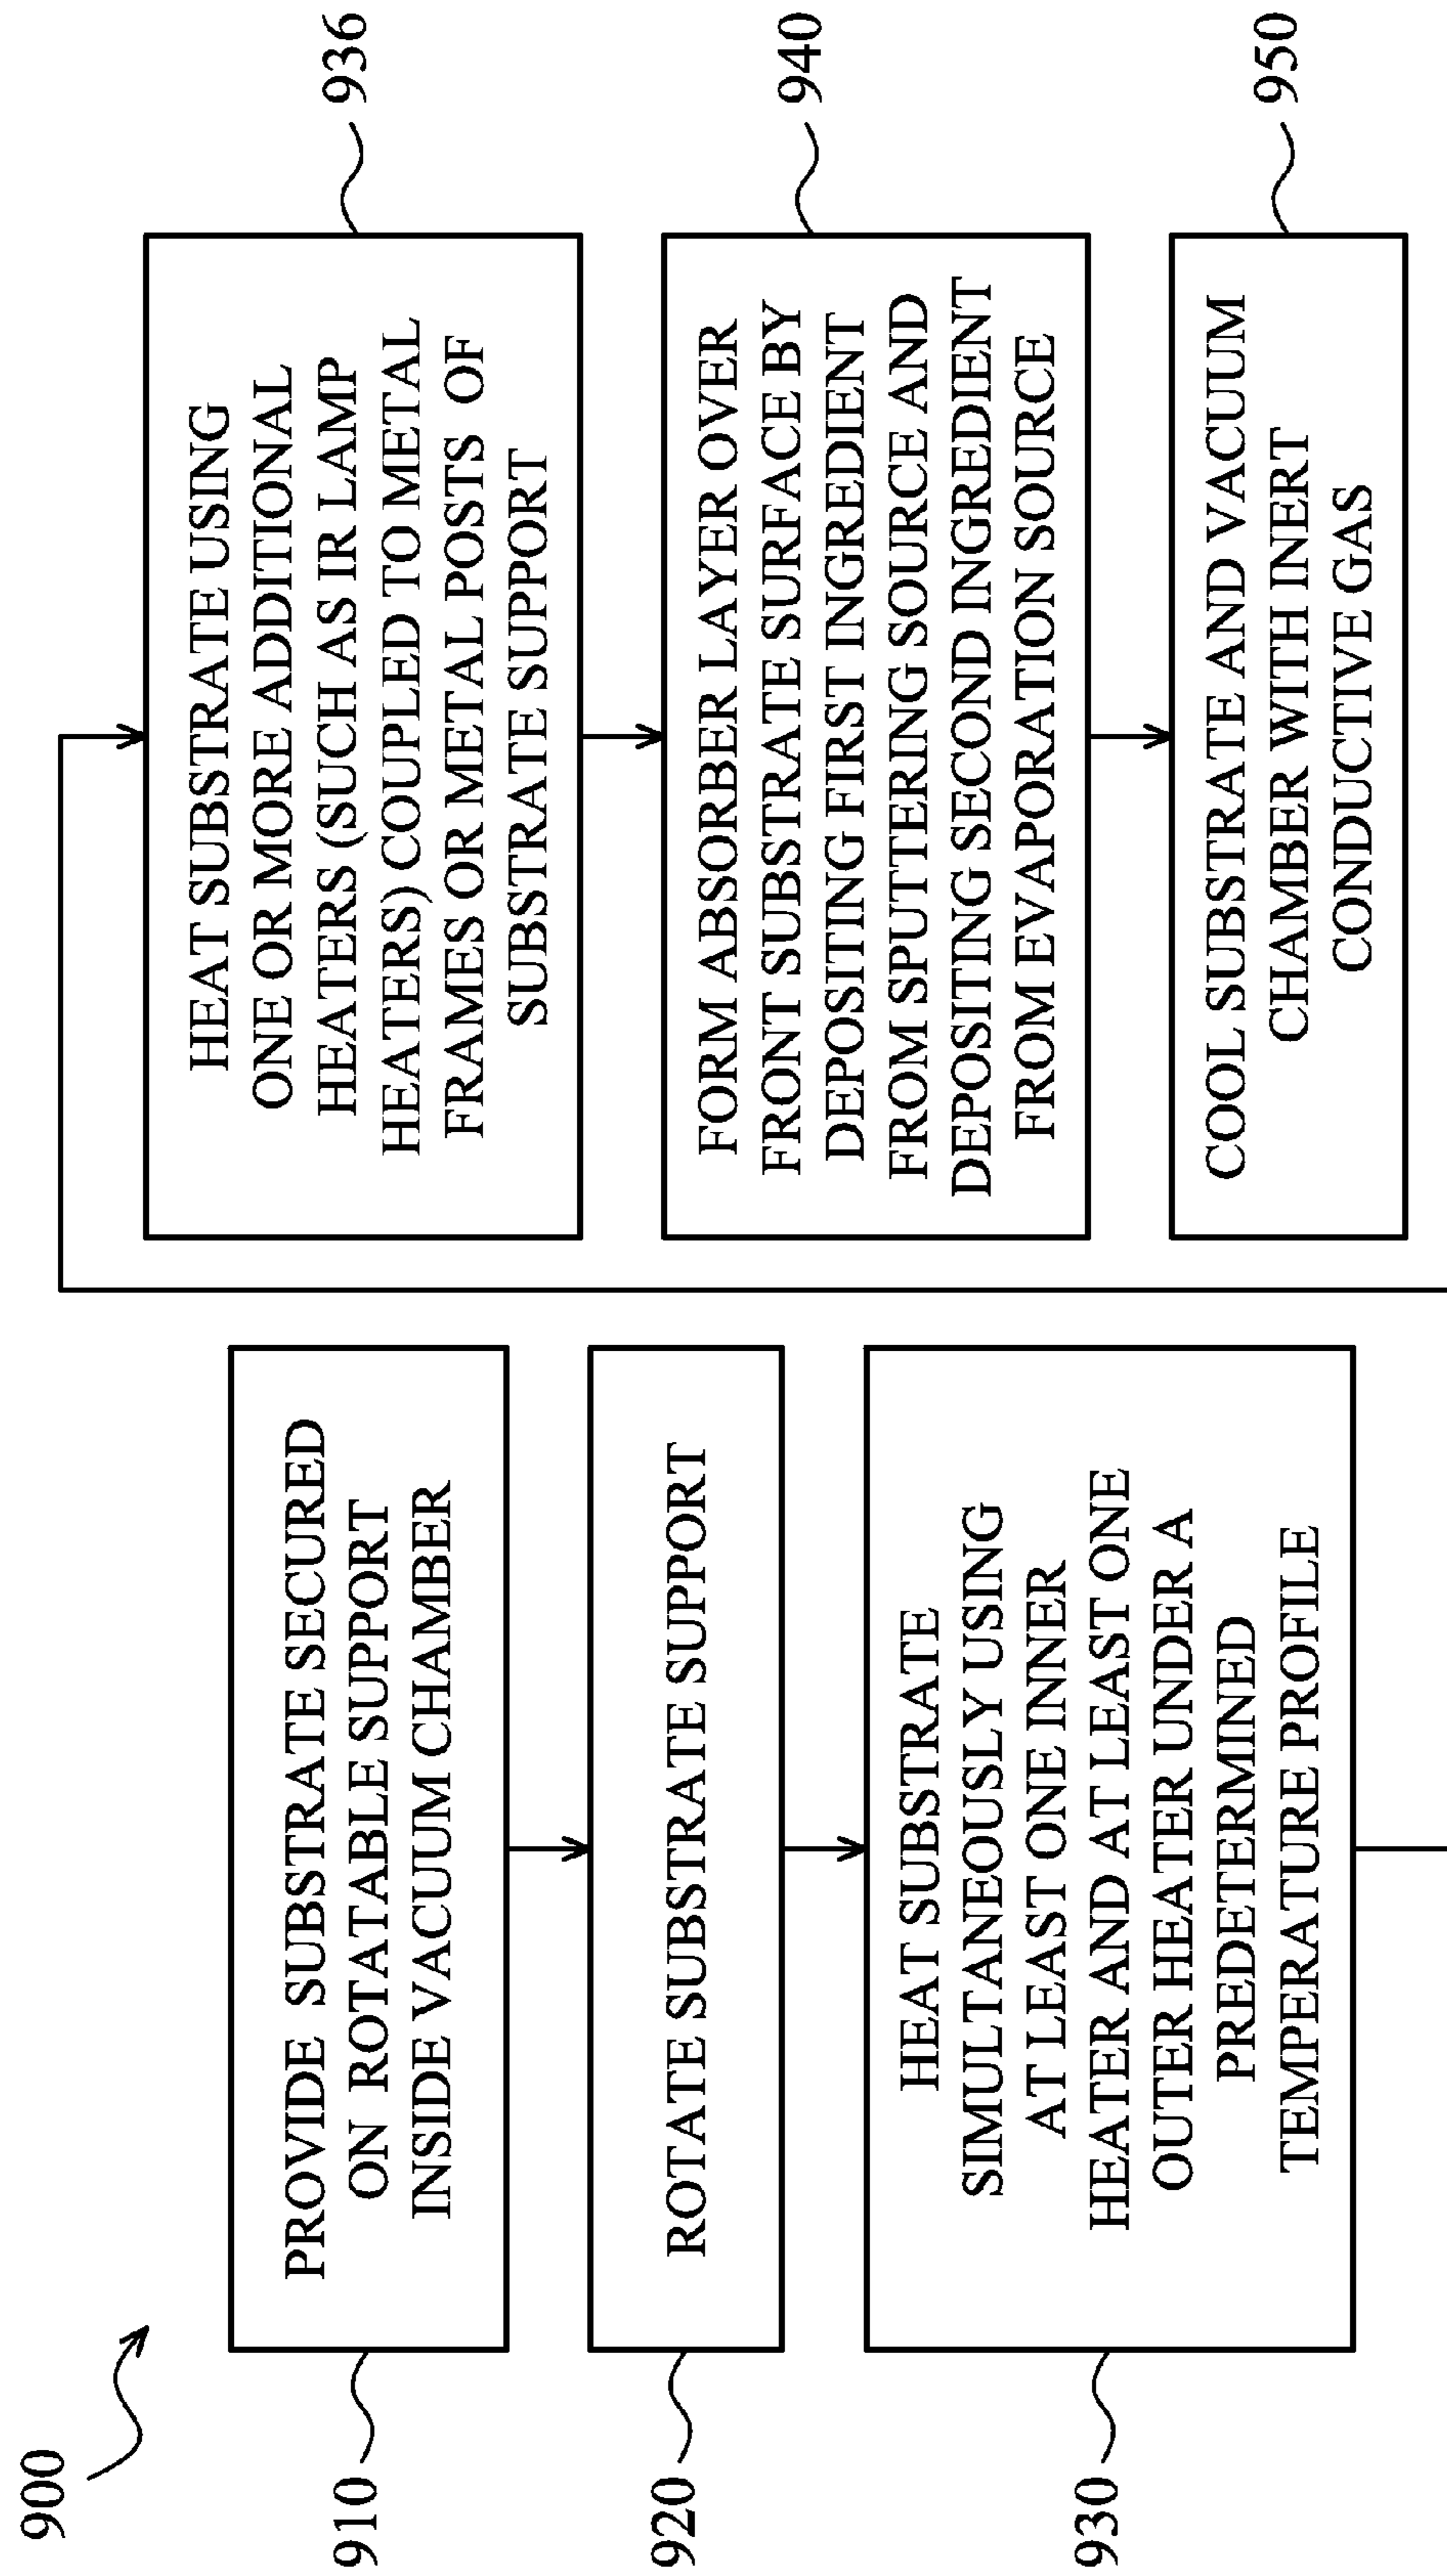 900
910
PROVIDE SUBSTRATE SECURED
ON ROTATABLE SUPPORT
INSIDE VACUUM CHAMBER
920
ROTATE SUBSTRATE SUPPORT
930
HEAT SUBSTRATE
SIMULTANEOUSLY USING
AT LEAST ONE INNER
HEATER AND AT LEAST ONE
OUTER HEATER UNDER A
PREDETERMINED
TEMPERATURE PROFILE
HEAT SUBSTRATE USING
ONE OR MORE ADDITIONAL
HEATERS (SUCH AS IR LAMP
HEATERS) COUPLED TO METAL
FRAMES OR METAL POSTS OF
SUBSTRATE SUPPORT
936
FORM ABSORBER LAYER OVER
FRONT SUBSTRATE SURFACE BY
DEPOSITING FIRST INGREDIENT
FROM SPUTTERING SOURCE AND
DEPOSITING SECOND INGREDIENT
FROM EVAPORATION SOURCE
940
COOL SUBSTRATE AND VACUUM
CHAMBER WITH INERT
CONDUCTIVE GAS
950